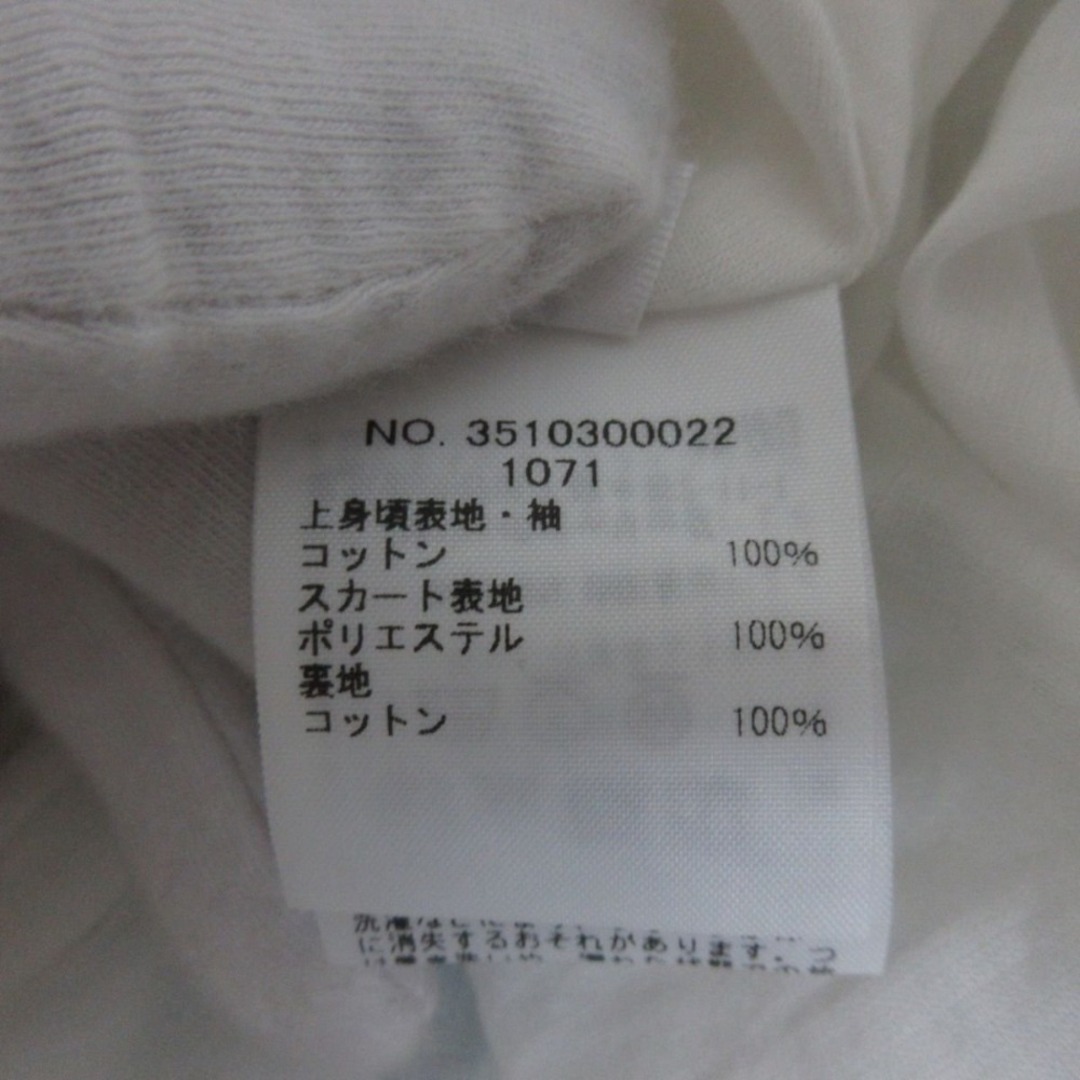 NO. 3510300022
1071
上身頃表地・袖
コットン 100%
スカート表地
ポリエステル 100%
裏地
コットン 100%
に消失するおそれがあります。つ